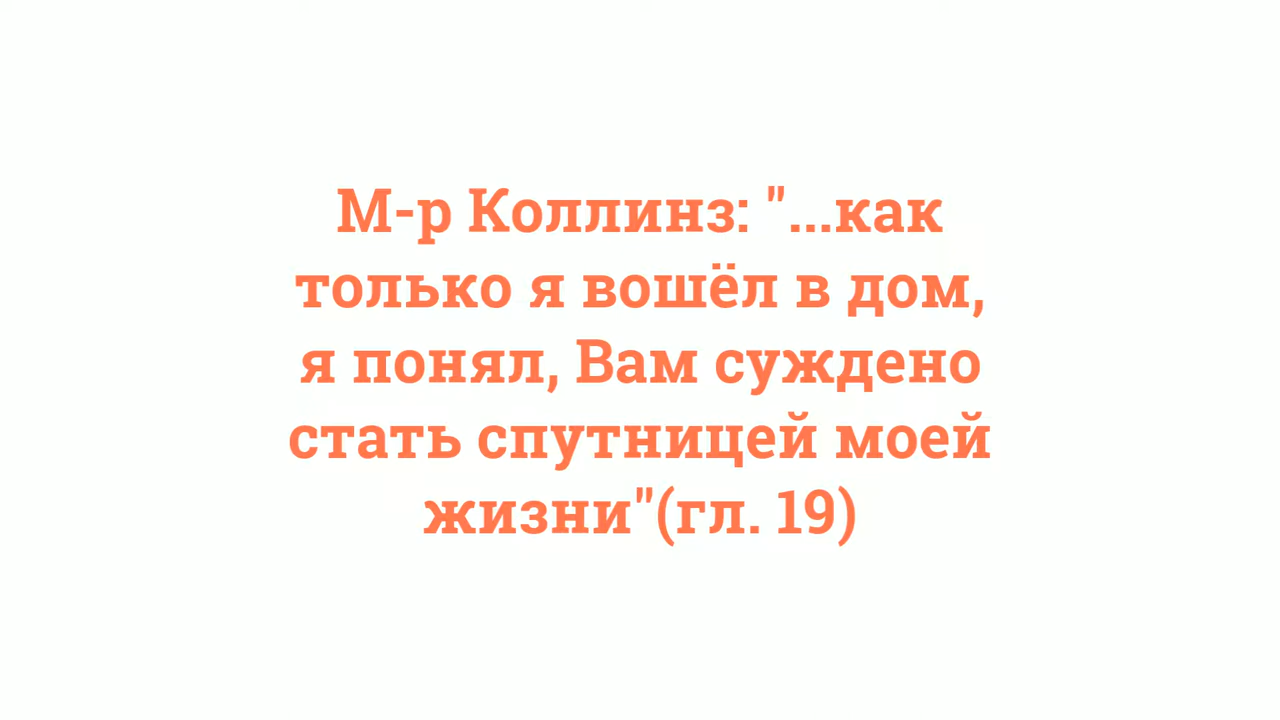 М-р Коллинз: "...как
только я вошёл в дом,
я понял, Вам суждено
стать спутницей моей
жизни"(гл. 19)